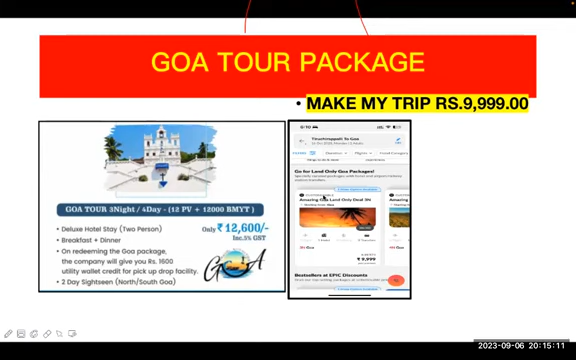 GOA TOUR PACKAGE
• MAKE MY TRIP RS.9,999.00
GOA TOUR 3Night / 4Day - (12 PV + 12000 BMYT)
• Deluxe Hotel Stay (Two Person)
• Breakfast + Dinner
• On redeeming the Goa package,
the company will give you Rs. 1600
utility wallet credit for pick up drop facility.
• 2 Day Sightseen (North/South Goa)
Only ₹ 12,600/-
Inc.5% GST
GOA
Tiruchirappalli To Goa
Go for Land Only Goa Packages!
Amazing Goa Land Only Deal 3N
₹ 9,999
Bestsellers at EPIC Discounts
2023-09-06 20:15:11